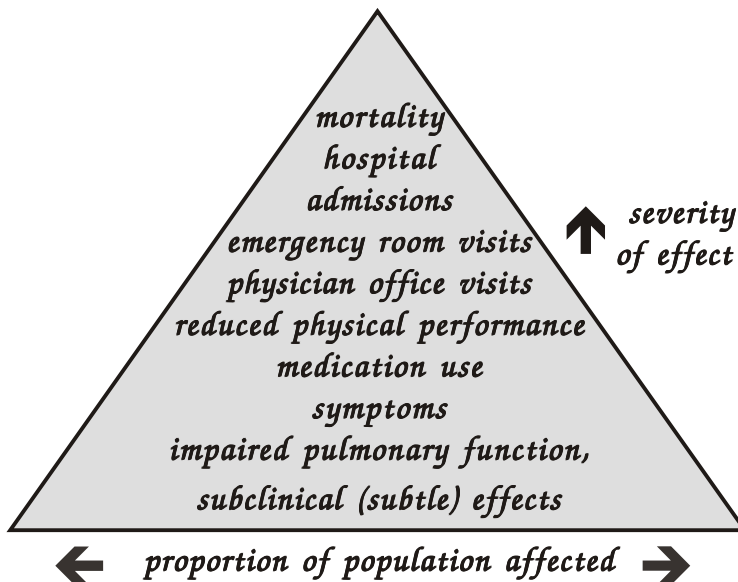 mortality
hospital
admissions
emergency room visits
physician office visits
reduced physical performance
medication use
symptoms
impaired pulmonary function,
subclinical (subtle) effects
severity
of effect
proportion of population affected